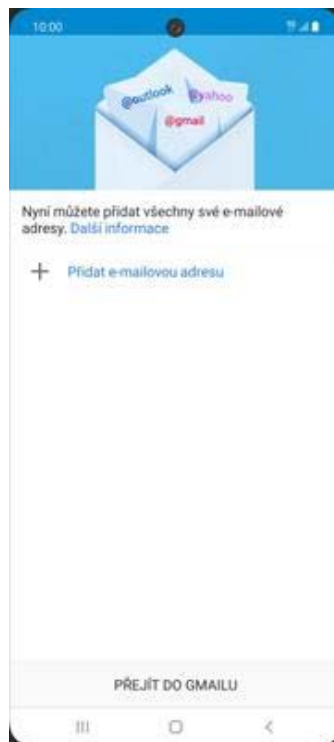 10:00
@outlook @yahoo
@gmail
Nyní můžete přidat všechny své e-mailové
adresy. Další informace
Přidat e-mailovou adresu
PŘEJÍT DO GMAILU